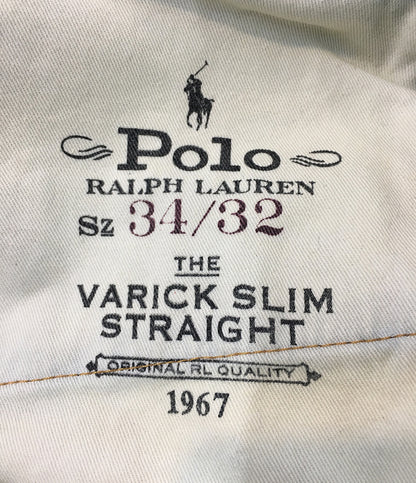 Polo
RALPH LAUREN
Sz 34/32
THE
VARICK SLIM
STRAIGHT
ORIGINAL RL QUALITY
1967